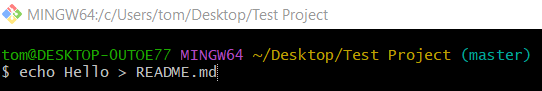 MINGW64:/c/Users/tom/Desktop/Test Project
tom@DESKTOP-OUTOE77 MINGW64 ~/Desktop/Test Project (master)
$ echo Hello > README.md